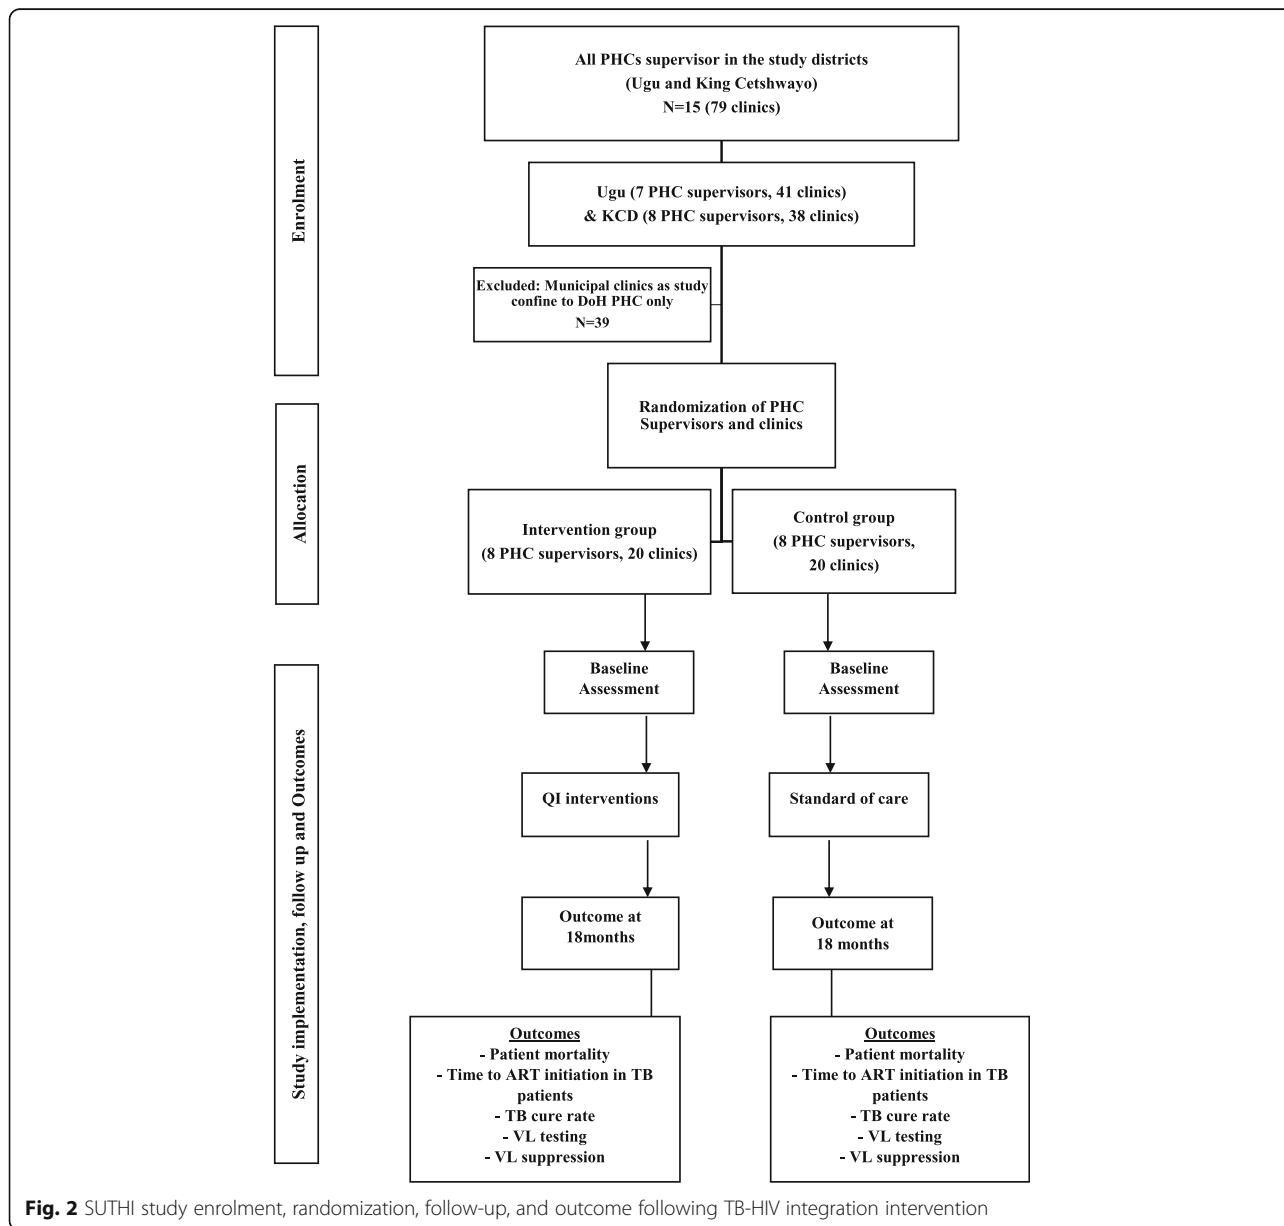 All PHCs supervisor in the study districts
(Ugu and King Cetshwayo)
N=15 (79 clinics)
Enrolment
Ugu (7 PHC supervisors, 41 clinics)
& KCD (8 PHC supervisors, 38 clinics)
Excluded: Municipal clinics as study
confine to DoH PHC only
N=39
Randomization of PHC
Supervisors and clinics
Allocation
Intervention group
(8 PHC supervisors, 20 clinics)
Control group
(8 PHC supervisors,
20 clinics)
Study implementation, follow up and Outcomes
Baseline
Assessment
Baseline
Assessment
QI interventions
Standard of care
Outcome at
18months
Outcome at
18 months
Outcomes
- Patient mortality
- Time to ART initiation in TB
patients
- TB cure rate
- VL testing
- VL suppression
Outcomes
- Patient mortality
- Time to ART initiation in TB
patients
- TB cure rate
- VL testing
- VL suppression
Fig. 2 SUTHI study enrolment, randomization, follow-up, and outcome following TB-HIV integration intervention